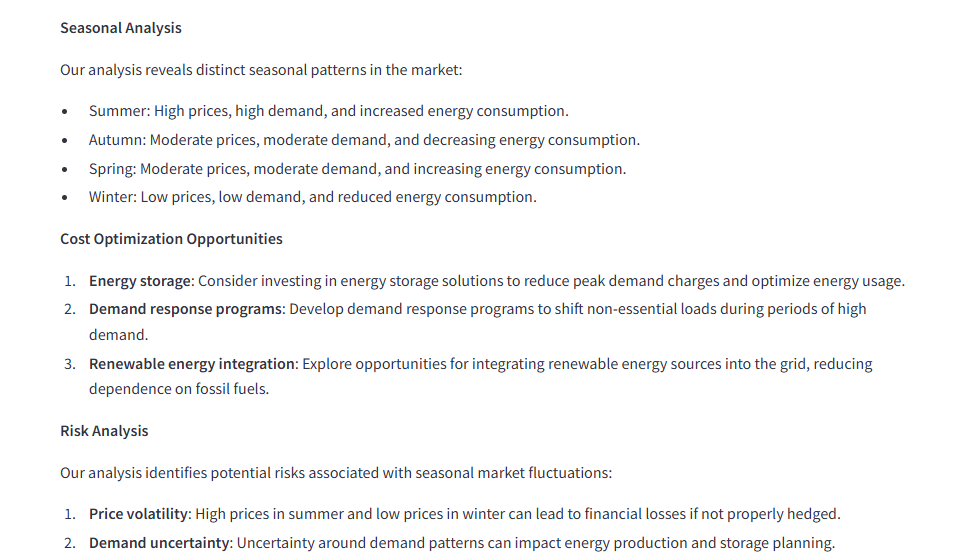 Seasonal Analysis
Our analysis reveals distinct seasonal patterns in the market:
• Summer: High prices, high demand, and increased energy consumption.
• Autumn: Moderate prices, moderate demand, and decreasing energy consumption.
• Spring: Moderate prices, moderate demand, and increasing energy consumption.
• Winter: Low prices, low demand, and reduced energy consumption.
Cost Optimization Opportunities
1. Energy storage: Consider investing in energy storage solutions to reduce peak demand charges and optimize energy usage.
2. Demand response programs: Develop demand response programs to shift non-essential loads during periods of high
demand.
3. Renewable energy integration: Explore opportunities for integrating renewable energy sources into the grid, reducing
dependence on fossil fuels.
Risk Analysis
Our analysis identifies potential risks associated with seasonal market fluctuations:
1. Price volatility: High prices in summer and low prices in winter can lead to financial losses if not properly hedged.
2. Demand uncertainty: Uncertainty around demand patterns can impact energy production and storage planning.